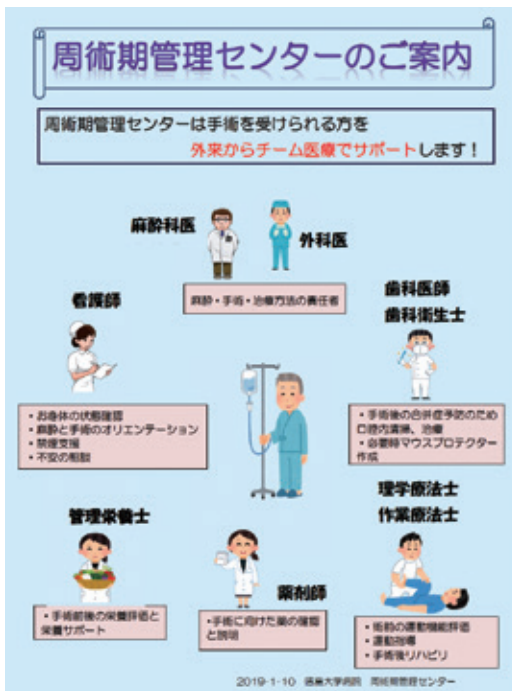 周術期管理センターのご案内
周術期管理センターは手術を受けられる方を
外来からチーム医療でサポートします！
麻酔科医
外科医
麻酔・手術・治療方法の責任者
看護師
・お身体の状態確認
・麻酔と手術のオリエンテーション
・禁煙支援
・不安の相談
歯科医師
歯科衛生士
・手術後の合併症予防のため
口腔内清掃、治療
・必要時マウスプロテクター
作成
管理栄養士
・手術前後の栄養評価と
栄養サポート
薬剤師
・手術に向けた薬の確認
と説明
理学療法士
作業療法士
・術前の運動機能評価
・運動指導
・手術後リハビリ
2019-1-10 徳島大学病院 周術期管理センター